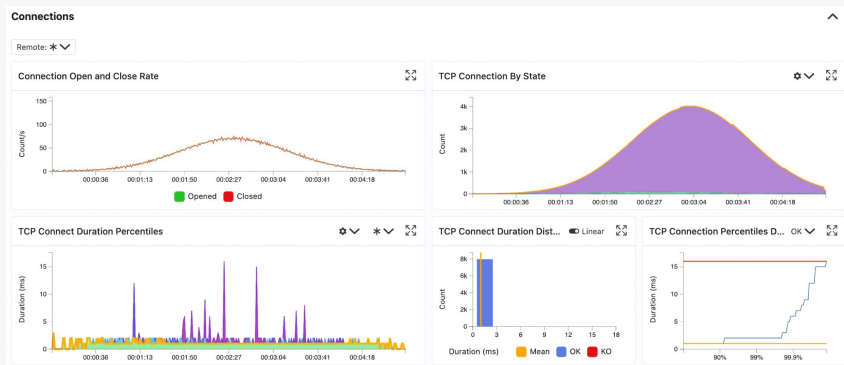 Connections
Remote: *
Connection Open and Close Rate
150
100
50
0
Count/s
00:00:36 00:01:13 00:01:50 00:02:27 00:03:04 00:03:41 00:04:18
Opened Closed
TCP Connection By State
4k
3k
2k
1k
0
Count
00:00:36 00:01:13 00:01:50 00:02:27 00:03:04 00:03:41 00:04:18
TCP Connect Duration Percentiles
*
15
10
5
0
Duration (ms)
00:00:36 00:01:13 00:01:50 00:02:27 00:03:04 00:03:41 00:04:18
TCP Connect Duration Dist... Linear
8k
6k
4k
2k
0
Count
0 3 6 9 12 15 18
Duration (ms) Mean OK KO
TCP Connection Percentiles D... OK
15
10
5
0
Duration (ms)
90% 99% 99.9%